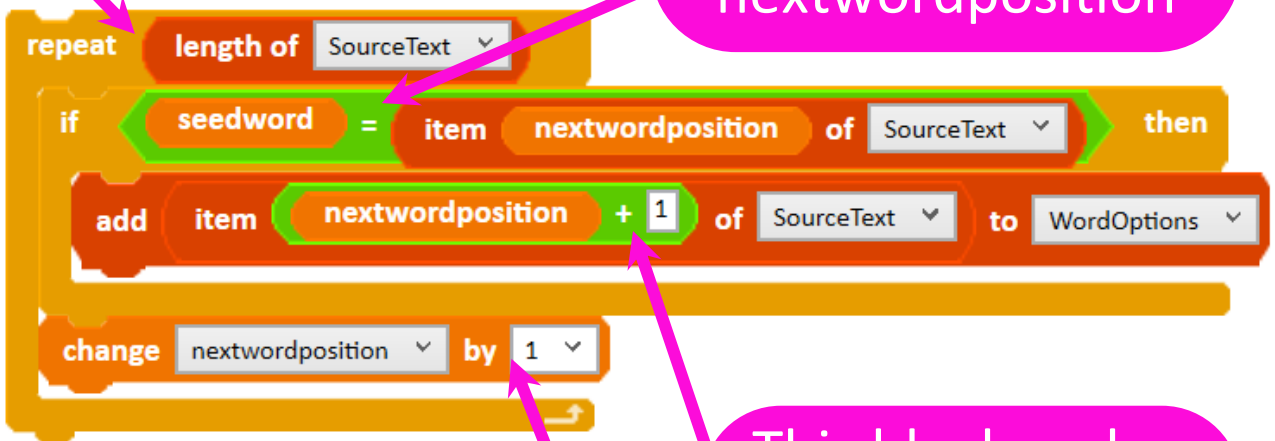 nextwordposition
repeat length of SourceText
if seedword = item nextwordposition of SourceText then
add item nextwordposition + 1 of SourceText to WordOptions
change nextwordposition by 1